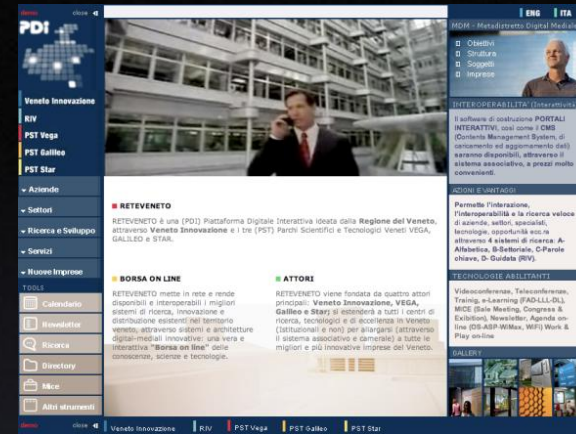 demo close
PDi
Veneto Innovazione
RIV
PST Vega
PST Galileo
PST Star
Aziende
Settori
Ricerca e Sviluppo
Servizi
Nuove Imprese
TOOLS
Calendario
Newsletter
Ricerca
Directory
Mice
Altri strumenti
demo close
RETEVENETO
RETEVENETO è una (PDI) Piattaforma Digitale Interattiva ideata dalla Regione del Veneto,
attraverso Veneto Innovazione e i tre (PST) Parchi Scientifici e Tecnologici Veneti VEGA,
GALILEO e STAR.
BORSA ON LINE
RETEVENETO mette in rete e rende
disponibili e interoperabili i migliori
sistemi di ricerca, innovazione e
distribuzione esistenti nel territorio
veneto, attraverso sistemi e architetture
digital-mediali innovative: una vera e
interattiva "Borsa on line" delle
conoscenze, scienze e tecnologie.
ATTORI
RETEVENETO viene fondata da quattro attori
principali: Veneto Innovazione, VEGA,
Galileo e Star; si estenderà a tutti i centri di
ricerca, tecnologici e di eccellenza in Veneto
(Istituzionali e non) per allargarsi (attraverso
il sistema associativo e camerale) a tutte le
migliori e più innovative imprese del Veneto.
ENG ITA
MDM - Metadistretto Digital Mediale
Obiettivi
Struttura
Soggetti
Imprese
INTEROPERABILITA' (Interattività)
Il software di costruzione PORTALI
INTERATTIVI, così come il CMS
(Contents Management System, di
caricamento ed aggiornamento dati)
saranno disponibili, attraverso il
sistema associativo, a prezzi molto
convenienti.
AZIONI E VANTAGGI
Permette l'interazione,
l'interoperabilità e la ricerca veloce
di aziende, settori, specialisti,
tecnologie, opportunità ecc.ra
attraverso 4 sistemi di ricerca: A-
Alfabetica, B-Settoriale, C-Parole
chiave, D- Guidata (RIV).
TECNOLOGIE ABILITANTI
Videoconferenze, Teleconferenze,
Trainig, e-Learning (FAD-LLL-DL),
MICE (Sale Meeting, Congress &
Exibition), Newsletter, Agenda on-
line (OS-ASP-WiMax, WiFi) Work &
Play on-line
GALLERY
Veneto Innovazione RIV PST Vega PST Galileo PST Star